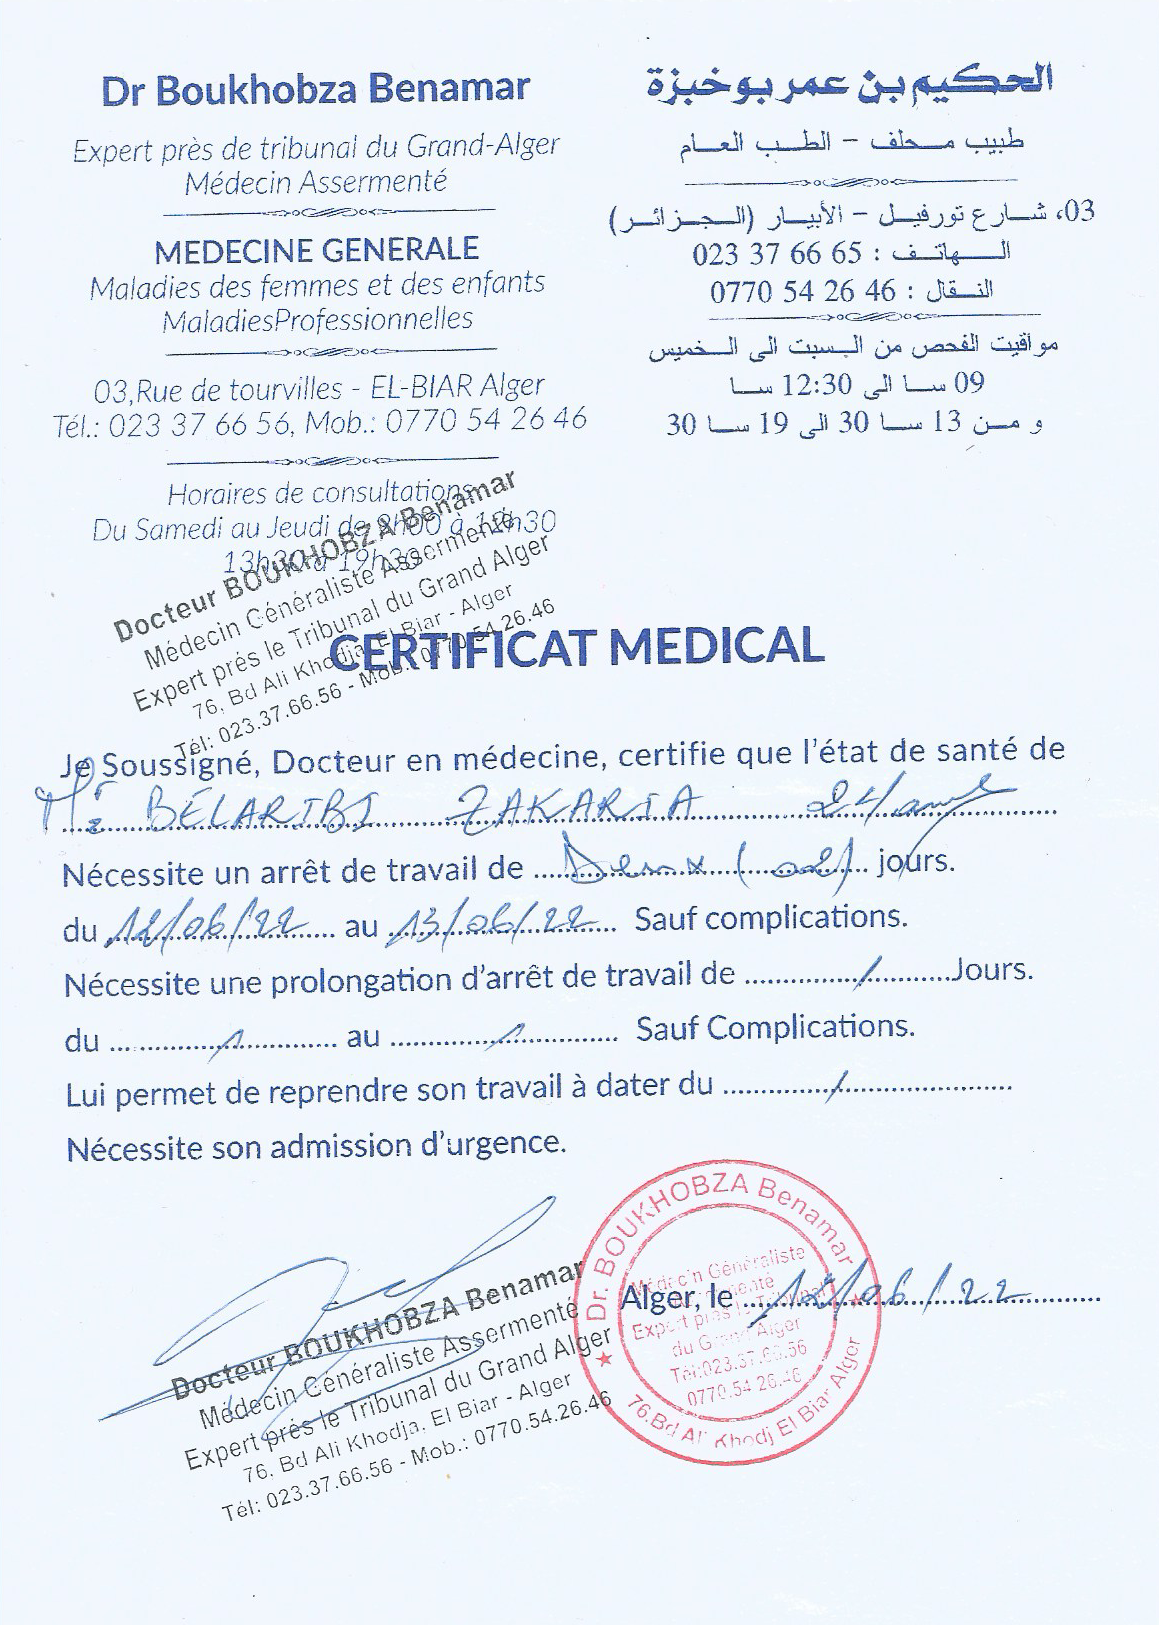 Dr Boukhobza Benamar
Expert près de tribunal du Grand-Alger
Médecin Assermenté
MEDECINE GENERALE
Maladies des femmes et des enfants
MaladiesProfessionnelles
03,Rue de tourvilles - EL-BIAR Alger
Tél.: 023 37 66 56, Mob.: 0770 54 26 46
Horaires de consultations
Du Samedi au Jeudi de 9h00 à 12h30
13h30 à 19h30
الحكيم بن عمر بوخبزة
طبيب محلف - الطب العام
03، شارع تورفيل - الأبيار (الجزائر)
الهاتف : 023 37 66 65
النقال : 0770 54 26 46
مواقيت الفحص من السبت الى الخميس
09 سا الى 12:30 سا
و من 13 سا 30 الى 19 سا 30
Docteur BOUKHOBZA Benamar
Médecin Généraliste Assermenté
Expert prés le Tribunal du Grand Alger
76, Bd Ali Khodja, El Biar - Alger
Tél: 023.37.66.56 - Mob.: 0770.54.26.46
CERTIFICAT MEDICAL
Je Soussigné, Docteur en médecine, certifie que l'état de santé de
Mr BELARIBI ZAKARIA
Nécessite un arrêt de travail de Deux (02) jours.
du 12/06/22 au 13/06/22 Sauf complications.
Nécessite une prolongation d'arrêt de travail de / Jours.
du / au / Sauf Complications.
Lui permet de reprendre son travail à dater du /
Nécessite son admission d'urgence.
Alger, le 12/06/22
Docteur BOUKHOBZA Benamar
Médecin Généraliste Assermenté
Expert prés le Tribunal du Grand Alger
76, Bd Ali Khodja, El Biar - Alger
Tél: 023.37.66.56 - Mob.: 0770.54.26.46
Dr. BOUKHOBZA Benamar
Médecin Généraliste
Assermenté
Expert prés le Tribunal
du Grand Alger
Tél:023.37.66.56
0770.54.26.46
76.Bd Ali Khodj El Biar Alger